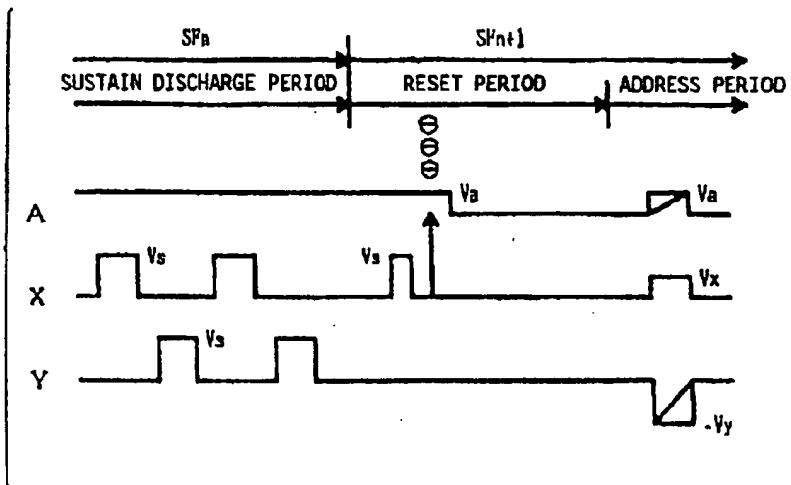 SFn SFn+1
SUSTAIN DISCHARGE PERIOD RESET PERIOD ADDRESS PERIOD
⊖
⊖
⊖
A Va Va
X Vs Vs Vx
Y Vs
-Vy